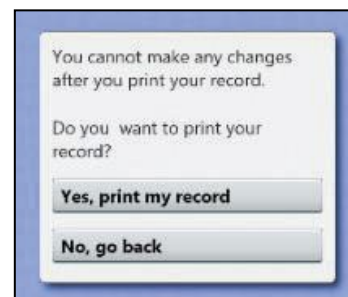 You cannot make any changes
after you print your record.
Do you want to print your
record?
Yes, print my record
No, go back